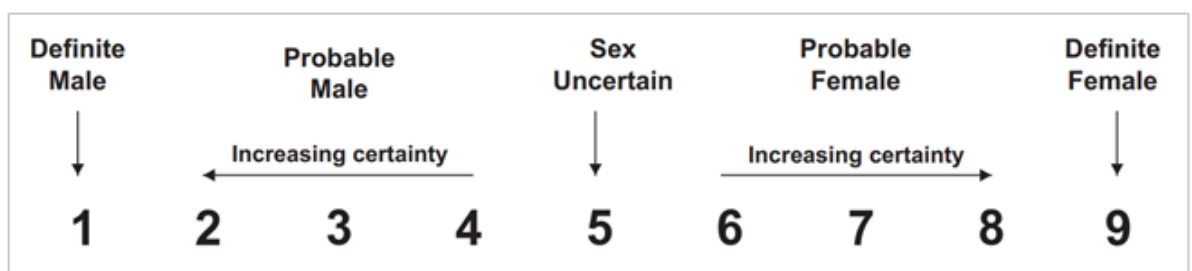 Definite
Male
Probable
Male
Sex
Uncertain
Probable
Female
Definite
Female
Increasing certainty
Increasing certainty
1 2 3 4 5 6 7 8 9